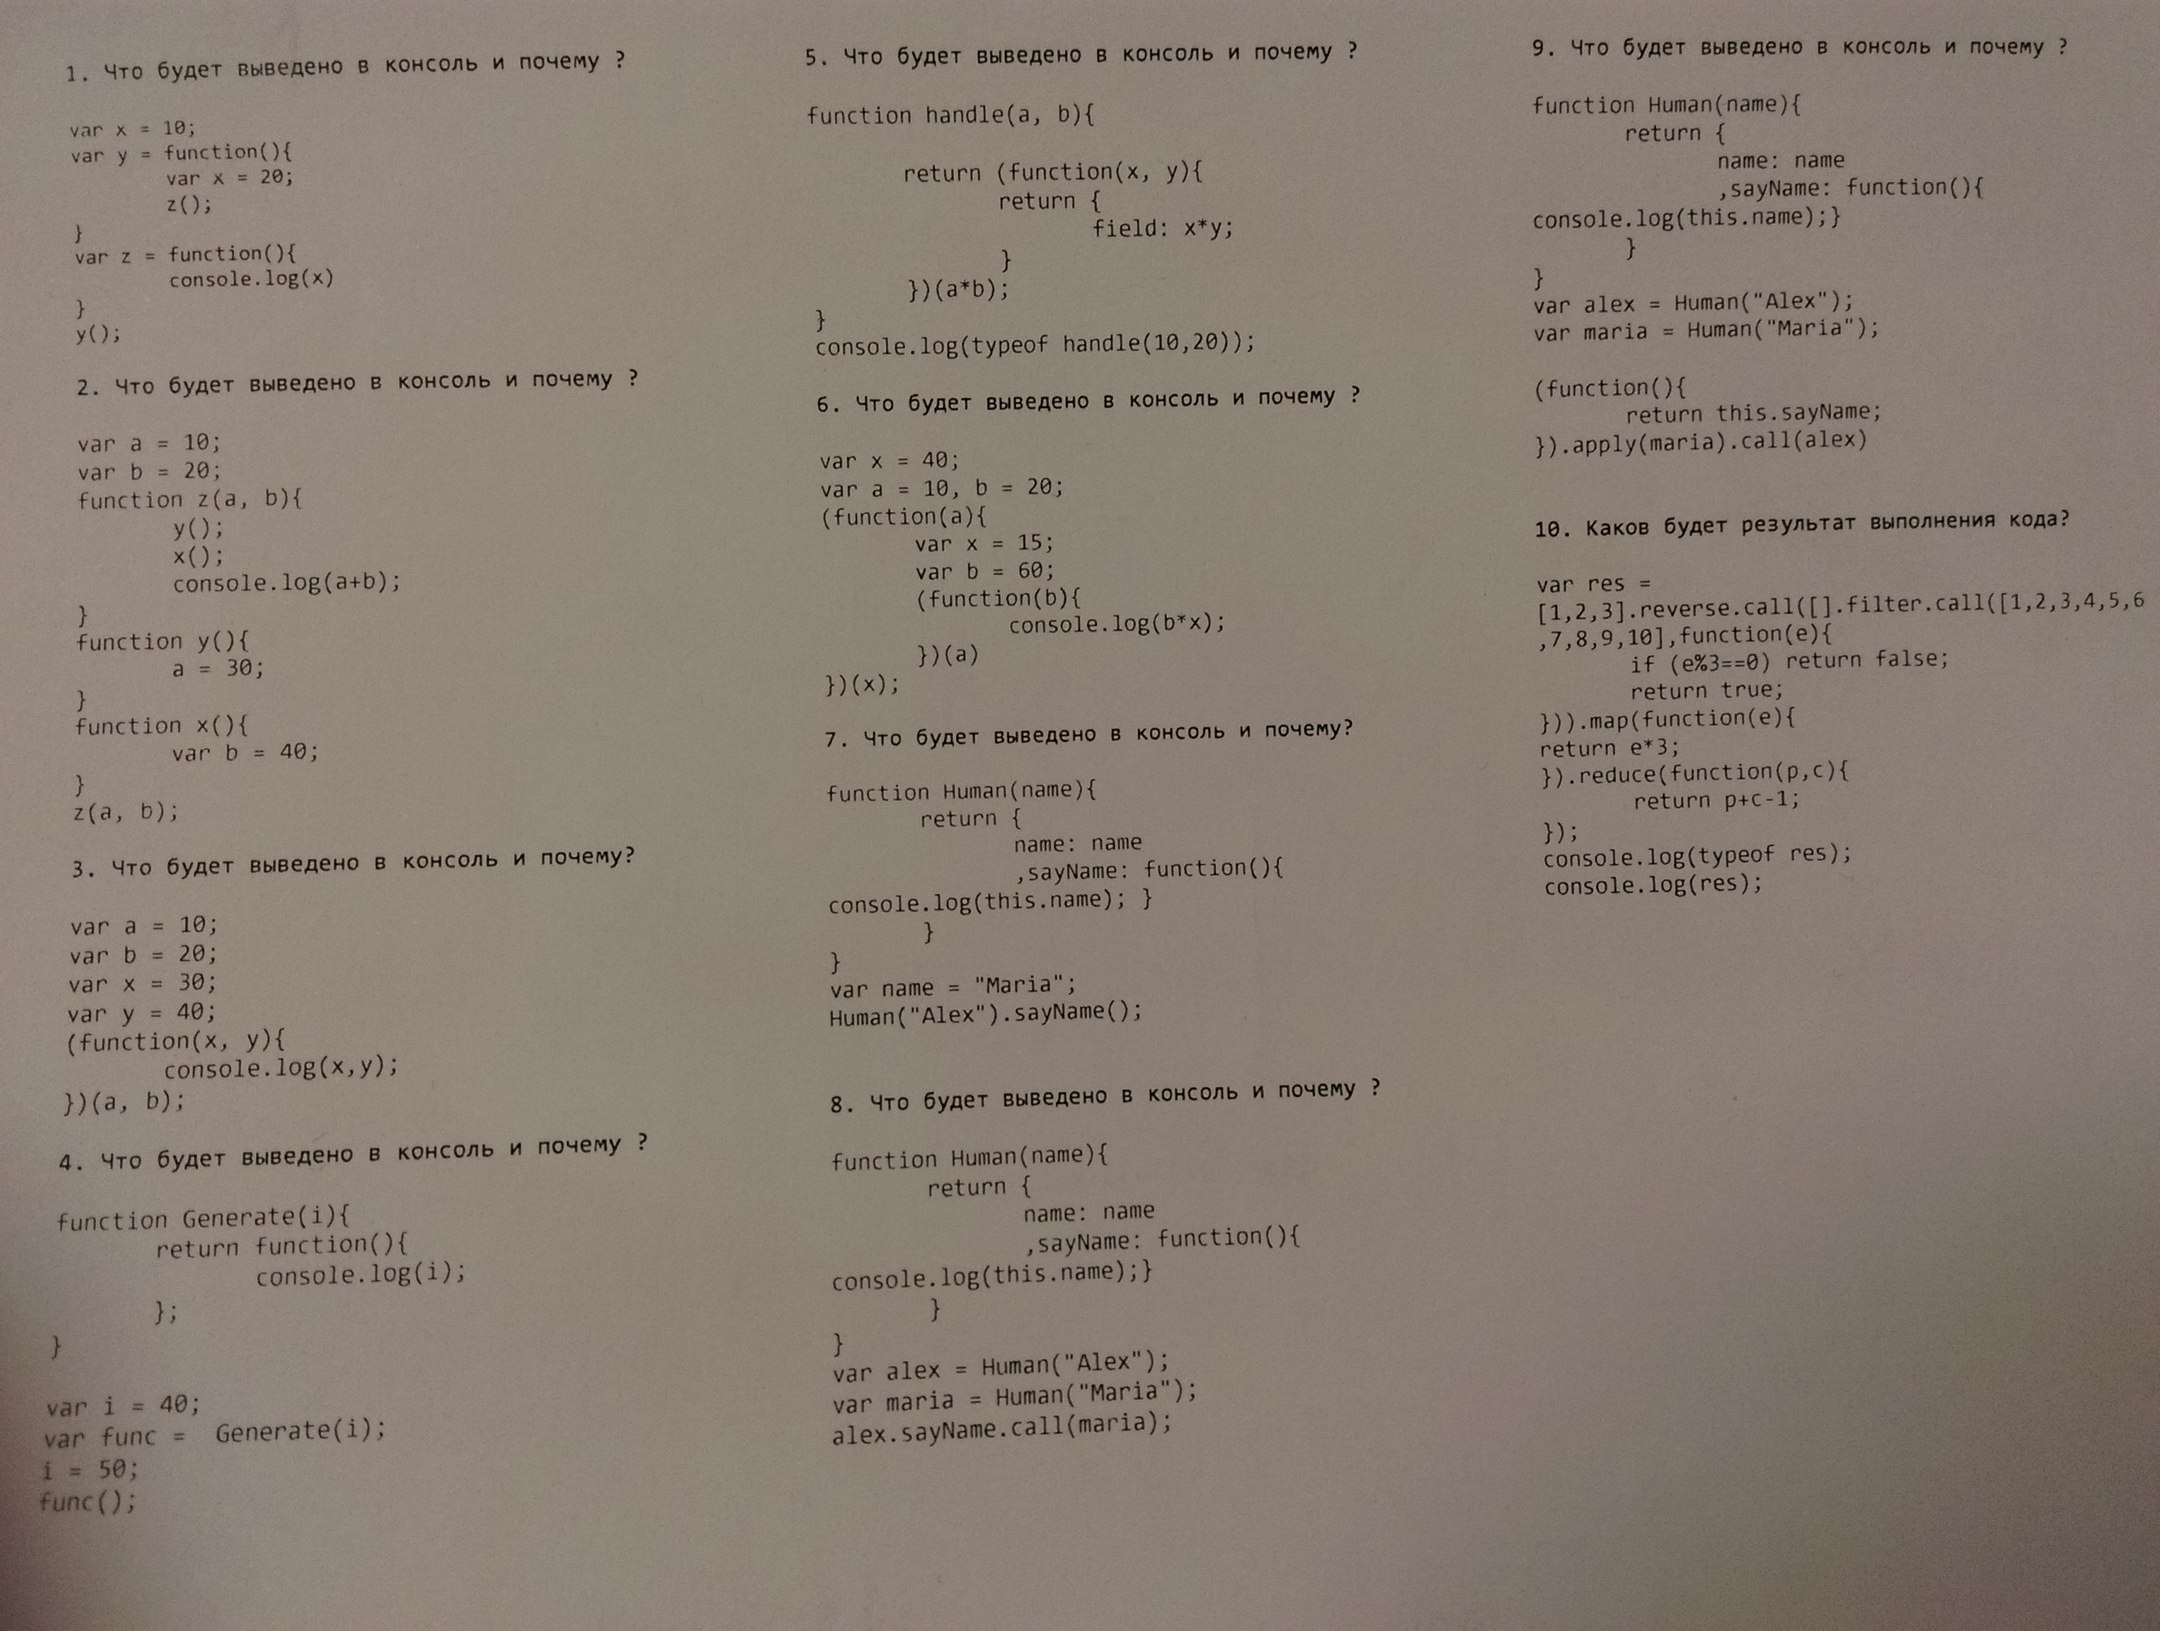 1. Что будет выведено в консоль и почему ?
var x = 10;
var y = function(){
var x = 20;
z();
}
var z = function(){
console.log(x)
}
y();
2. Что будет выведено в консоль и почему ?
var a = 10;
var b = 20;
function z(a, b){
y();
x();
console.log(a+b);
}
function y(){
a = 30;
}
function x(){
var b = 40;
}
z(a, b);
3. Что будет выведено в консоль и почему?
var a = 10;
var b = 20;
var x = 30;
var y = 40;
(function(x, y){
console.log(x,y);
})(a, b);
4. Что будет выведено в консоль и почему ?
function Generate(i){
return function(){
console.log(i);
};
}
var i = 40;
var func = Generate(i);
i = 50;
func();
5. Что будет выведено в консоль и почему ?
function handle(a, b){
return (function(x, y){
return {
field: x*y;
}
})(a*b);
}
console.log(typeof handle(10,20));
6. Что будет выведено в консоль и почему ?
var x = 40;
var a = 10, b = 20;
(function(a){
var x = 15;
var b = 60;
(function(b){
console.log(b*x);
})(a)
})(x);
7. Что будет выведено в консоль и почему?
function Human(name){
return {
name: name
,sayName: function(){
console.log(this.name); }
}
}
var name = "Maria";
Human("Alex").sayName();
8. Что будет выведено в консоль и почему ?
function Human(name){
return {
name: name
,sayName: function(){
console.log(this.name);}
}
}
var alex = Human("Alex");
var maria = Human("Maria");
alex.sayName.call(maria);
9. Что будет выведено в консоль и почему ?
function Human(name){
return {
name: name
,sayName: function(){
console.log(this.name);}
}
}
var alex = Human("Alex");
var maria = Human("Maria");
(function(){
return this.sayName;
}).apply(maria).call(alex)
10. Каков будет результат выполнения кода?
var res =
[1,2,3].reverse.call([].filter.call([1,2,3,4,5,6
,7,8,9,10],function(e){
if (e%3==0) return false;
return true;
})).map(function(e){
return e*3;
}).reduce(function(p,c){
return p+c-1;
});
console.log(typeof res);
console.log(res);